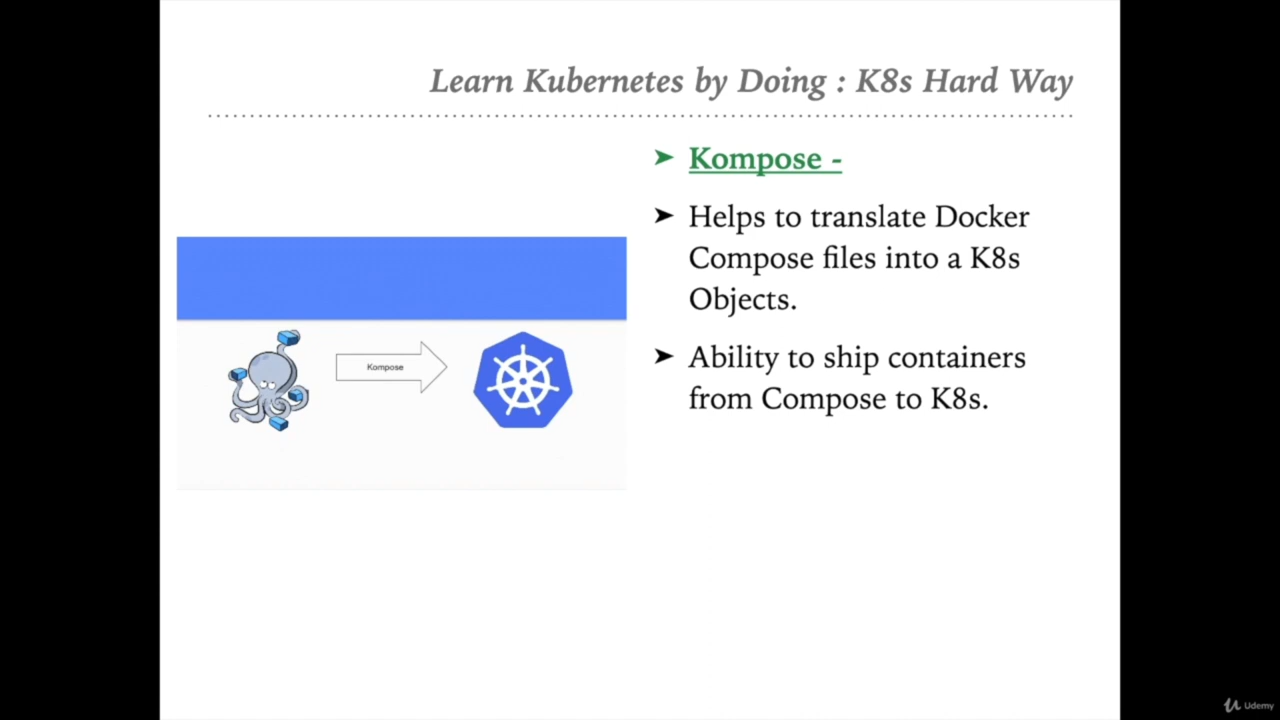 Learn Kubernetes by Doing : K8s Hard Way
➤ Kompose -
➤ Helps to translate Docker
Compose files into a K8s
Objects.
➤ Ability to ship containers
from Compose to K8s.
Kompose
Udemy